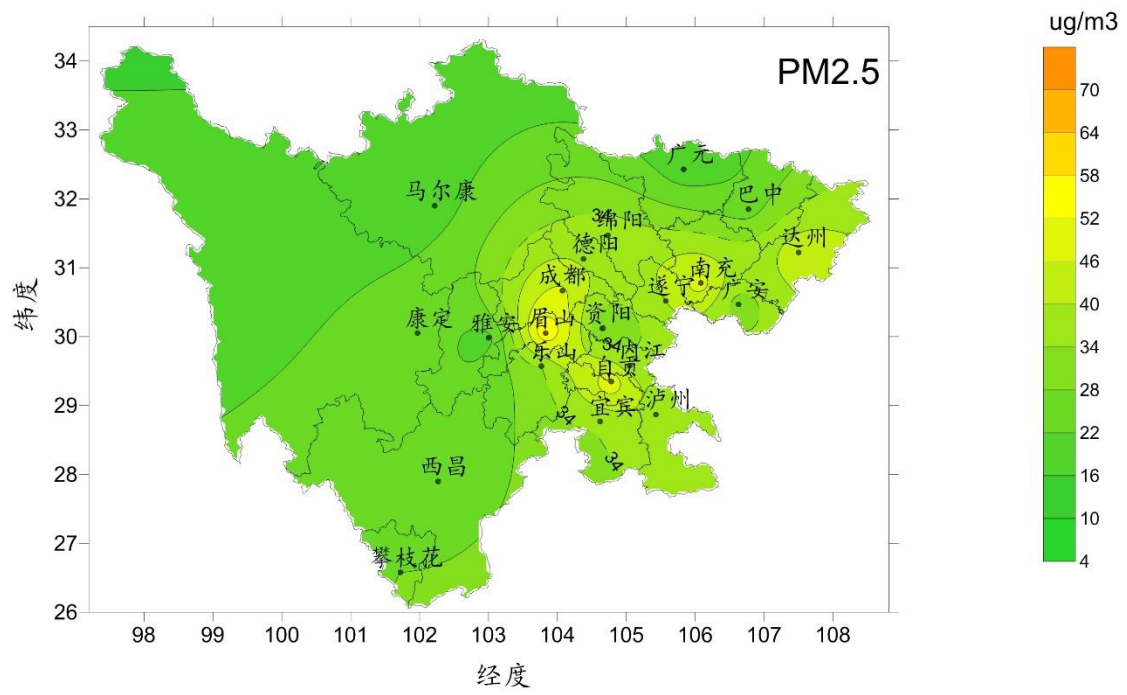 ug/m3
PM2.5
34
33
32
31
30
29
28
27
26
纬度
98
99
100
101
102
103
104
105
106
107
108
经度
70
64
58
52
46
40
34
28
22
16
10
4
广元
马尔康
巴中
34
绵阳
达州
德阳
成都
南充
遂宁
广安
康定
雅安
眉山
资阳
乐山
34
内江
自贡
宜宾
泸州
34
34
西昌
攀枝花